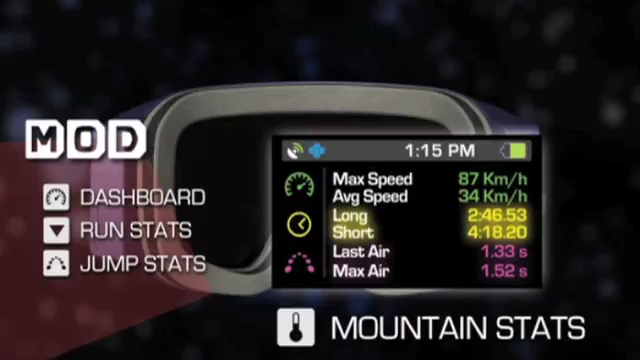 MOD
DASHBOARD
RUN STATS
JUMP STATS
1:15 PM
Max Speed 87 Km/h
Avg Speed 34 Km/h
Long 2:46.53
Short 4:18.20
Last Air 1.33 s
Max Air 1.52 s
MOUNTAIN STATS